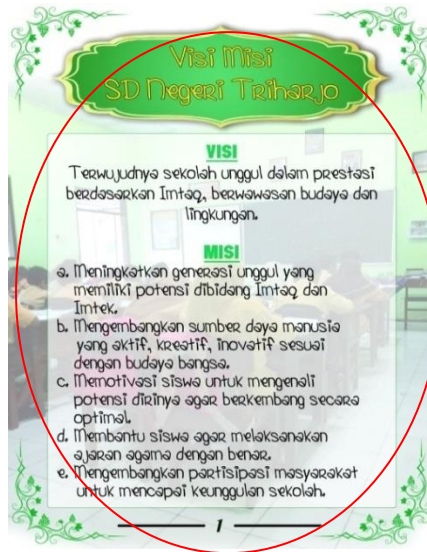 Visi Misi
SD Negeri Triharjo
VISI
Terwujudnya sekolah unggul dalam prestasi
berdasarkan Imtaq, berwawasan budaya dan
lingkungan.
MISI
a. Meningkatkan generasi unggul yang
memiliki potensi dibidang Imtaq dan
Imtek.
b. Mengembangkan sumber daya manusia
yang aktif, kreatif, inovatif sesuai
dengan budaya bangsa.
c. Memotivasi siswa untuk mengenali
potensi dirinya agar berkembang secara
optimal.
d. Membantu siswa agar melaksanakan
ajaran agama dengan benar.
e. Mengembangkan partisipasi masyarakat
untuk mencapai keunggulan sekolah.
1